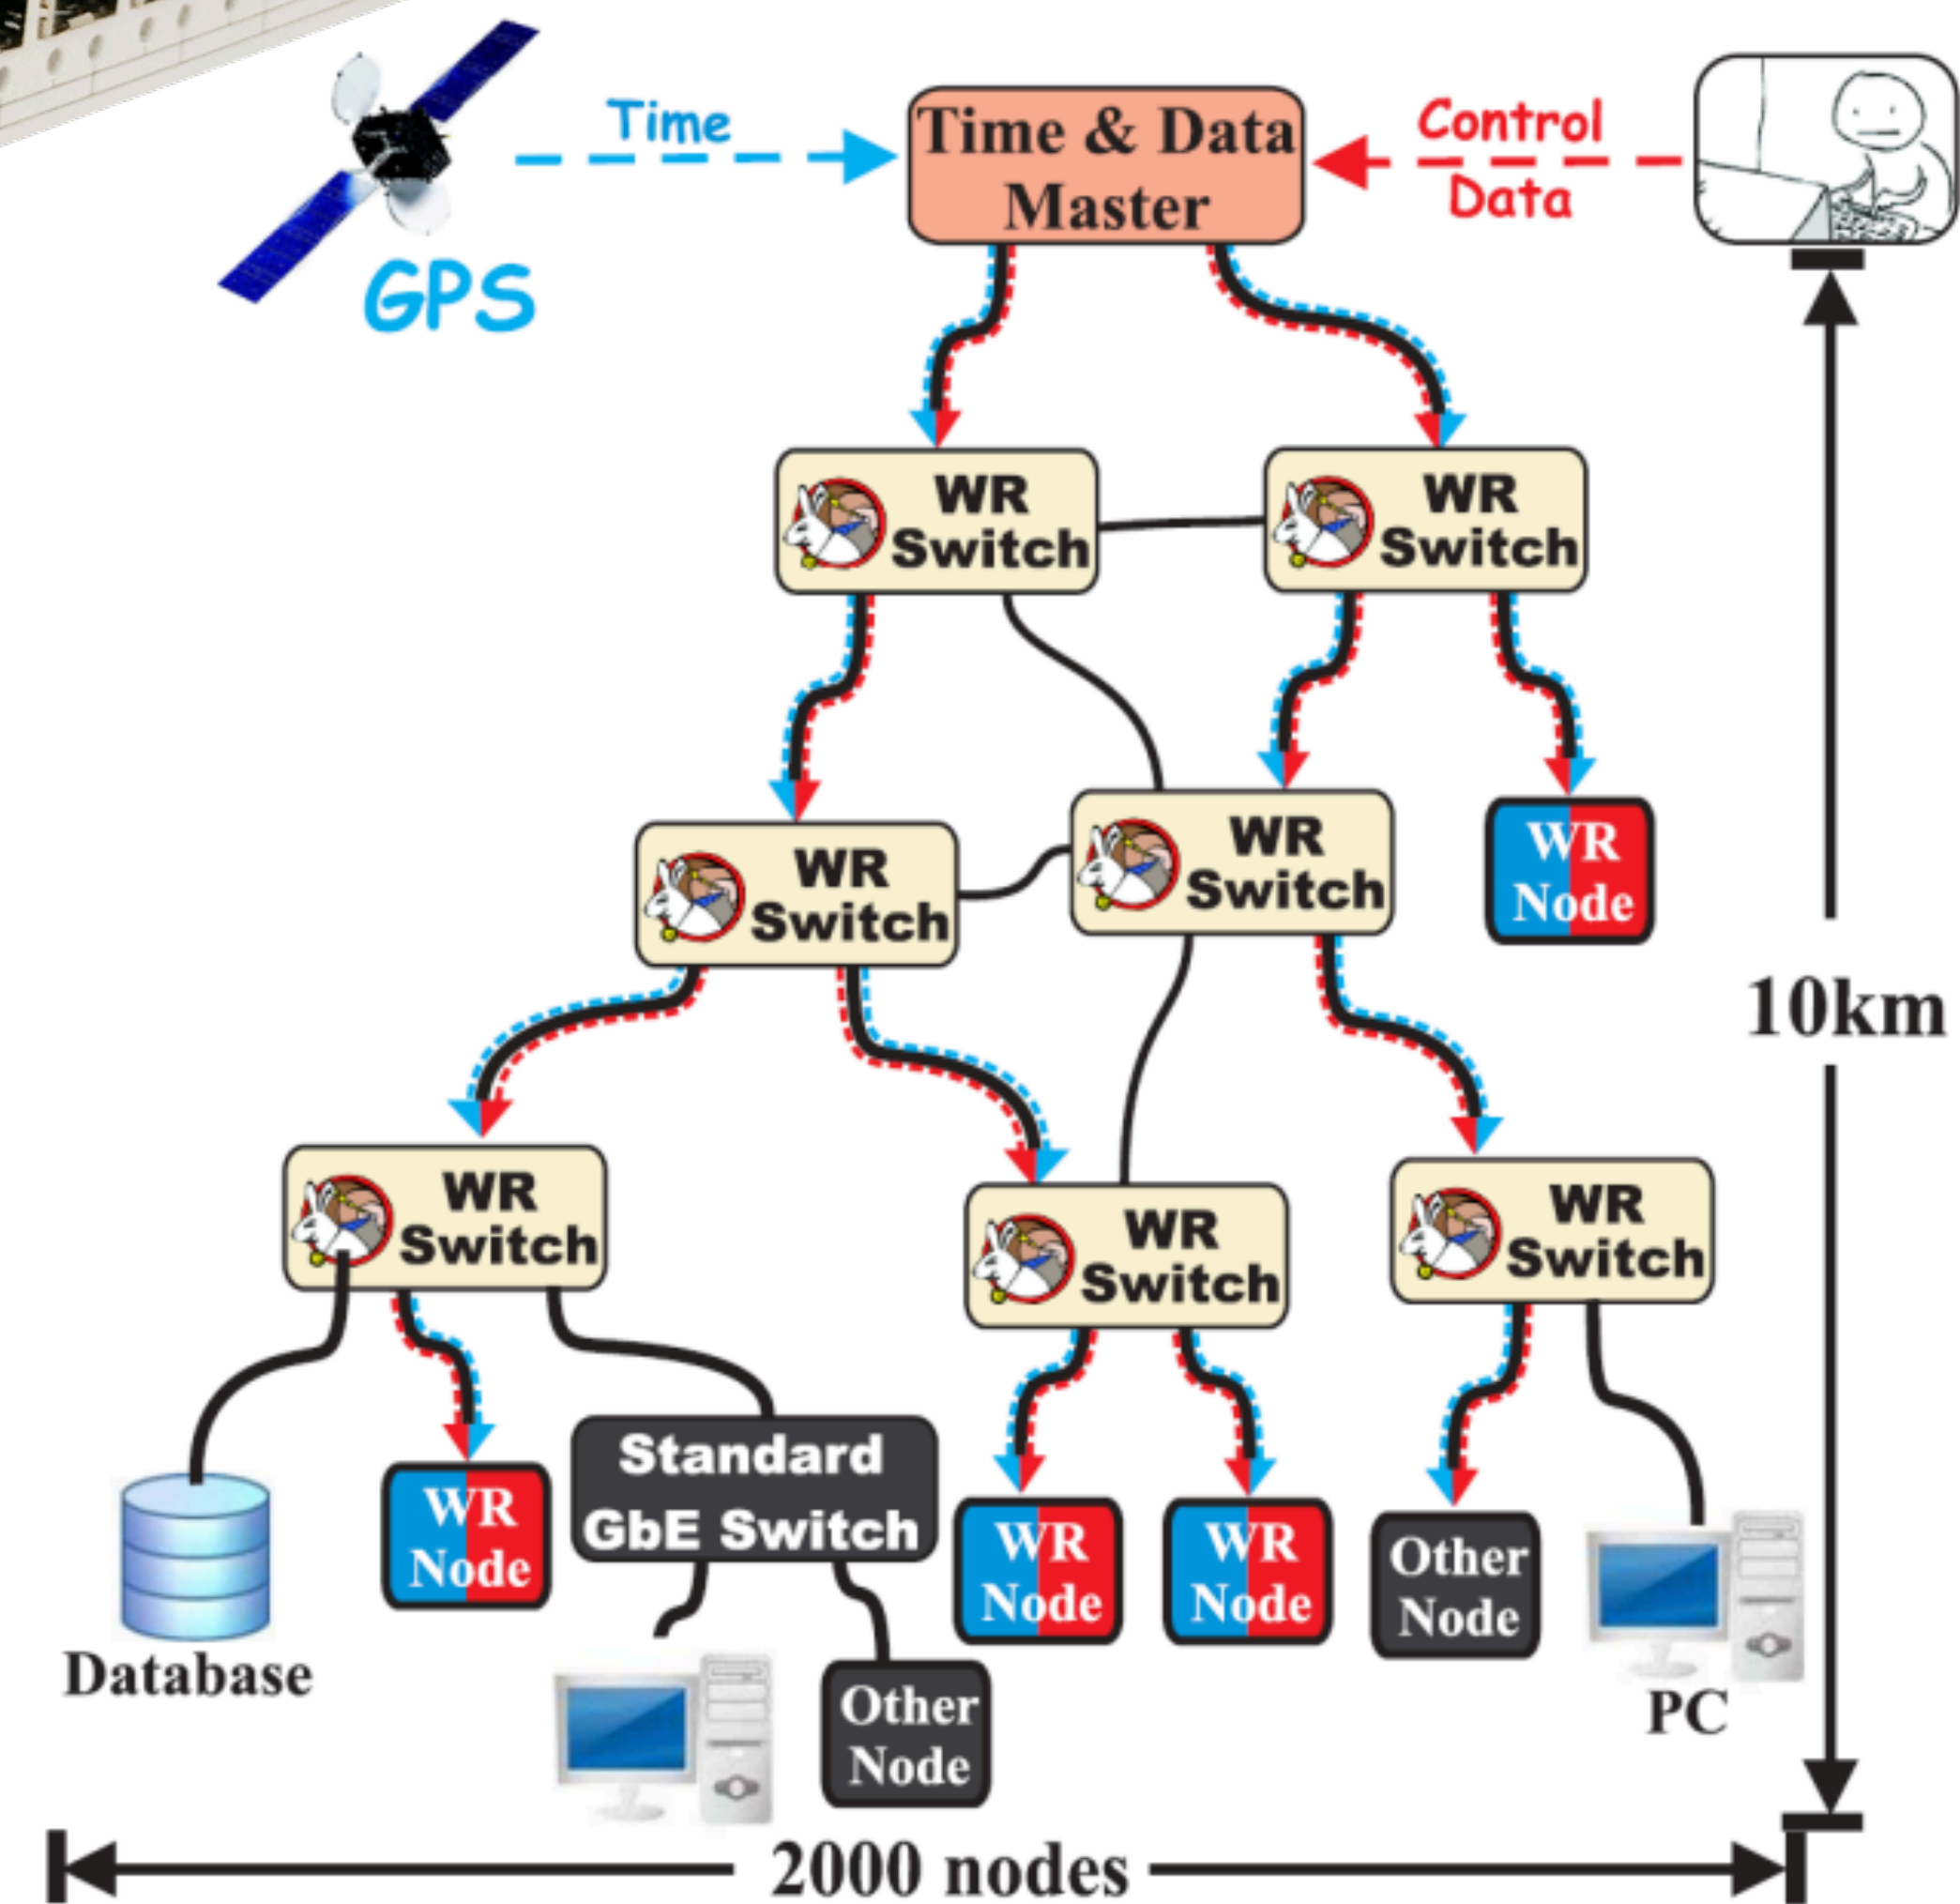 Time
Time & Data
Master
Control
Data
GPS
WR
Switch
WR
Switch
WR
Switch
WR
Switch
WR
Node
10km
WR
Switch
WR
Switch
WR
Switch
Standard
GbE Switch
WR
Node
WR
Node
WR
Node
Other
Node
Database
Other
Node
PC
2000 nodes